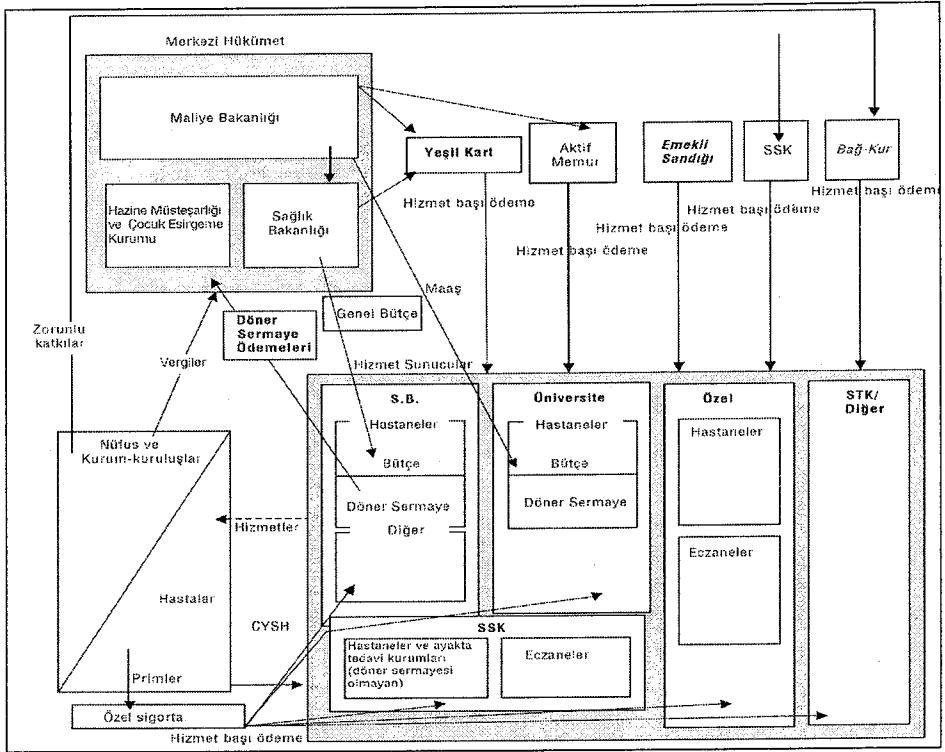 Merkezi Hükümet
Maliye Bakanlığı
Hazine Müsteşarlığı
ve Çocuk Esirgeme
Kurumu
Sağlık
Bakanlığı
Yeşil Kart
Hizmet başı ödeme
Aktif
Memur
Hizmet başı ödeme
Emekli
Sandığı
Hizmet başı
ödeme
SSK
Hizmet başı ödeme
Bağ-Kur
Hizmet başı ödeme
Zorunlu
katkılar
Vergiler
Döner
Sermaye
Ödemeleri
Genel Bütçe
Maaş
Hizmet Sunucular
S.B.
Hastaneler
Bütçe
Döner Sermaye
Diğer
Üniversite
Hastaneler
Bütçe
Döner Sermaye
Özel
Hastaneler
Eczaneler
STK/
Diğer
Nüfus ve
Kurum-kuruluşlar
Hizmetler
Hastalar
CYSH
SSK
Hastaneler ve ayakta
tedavi kurumları
(döner sermayesi
olmayan)
Eczaneler
Primler
Özel sigorta
Hizmet başı ödeme